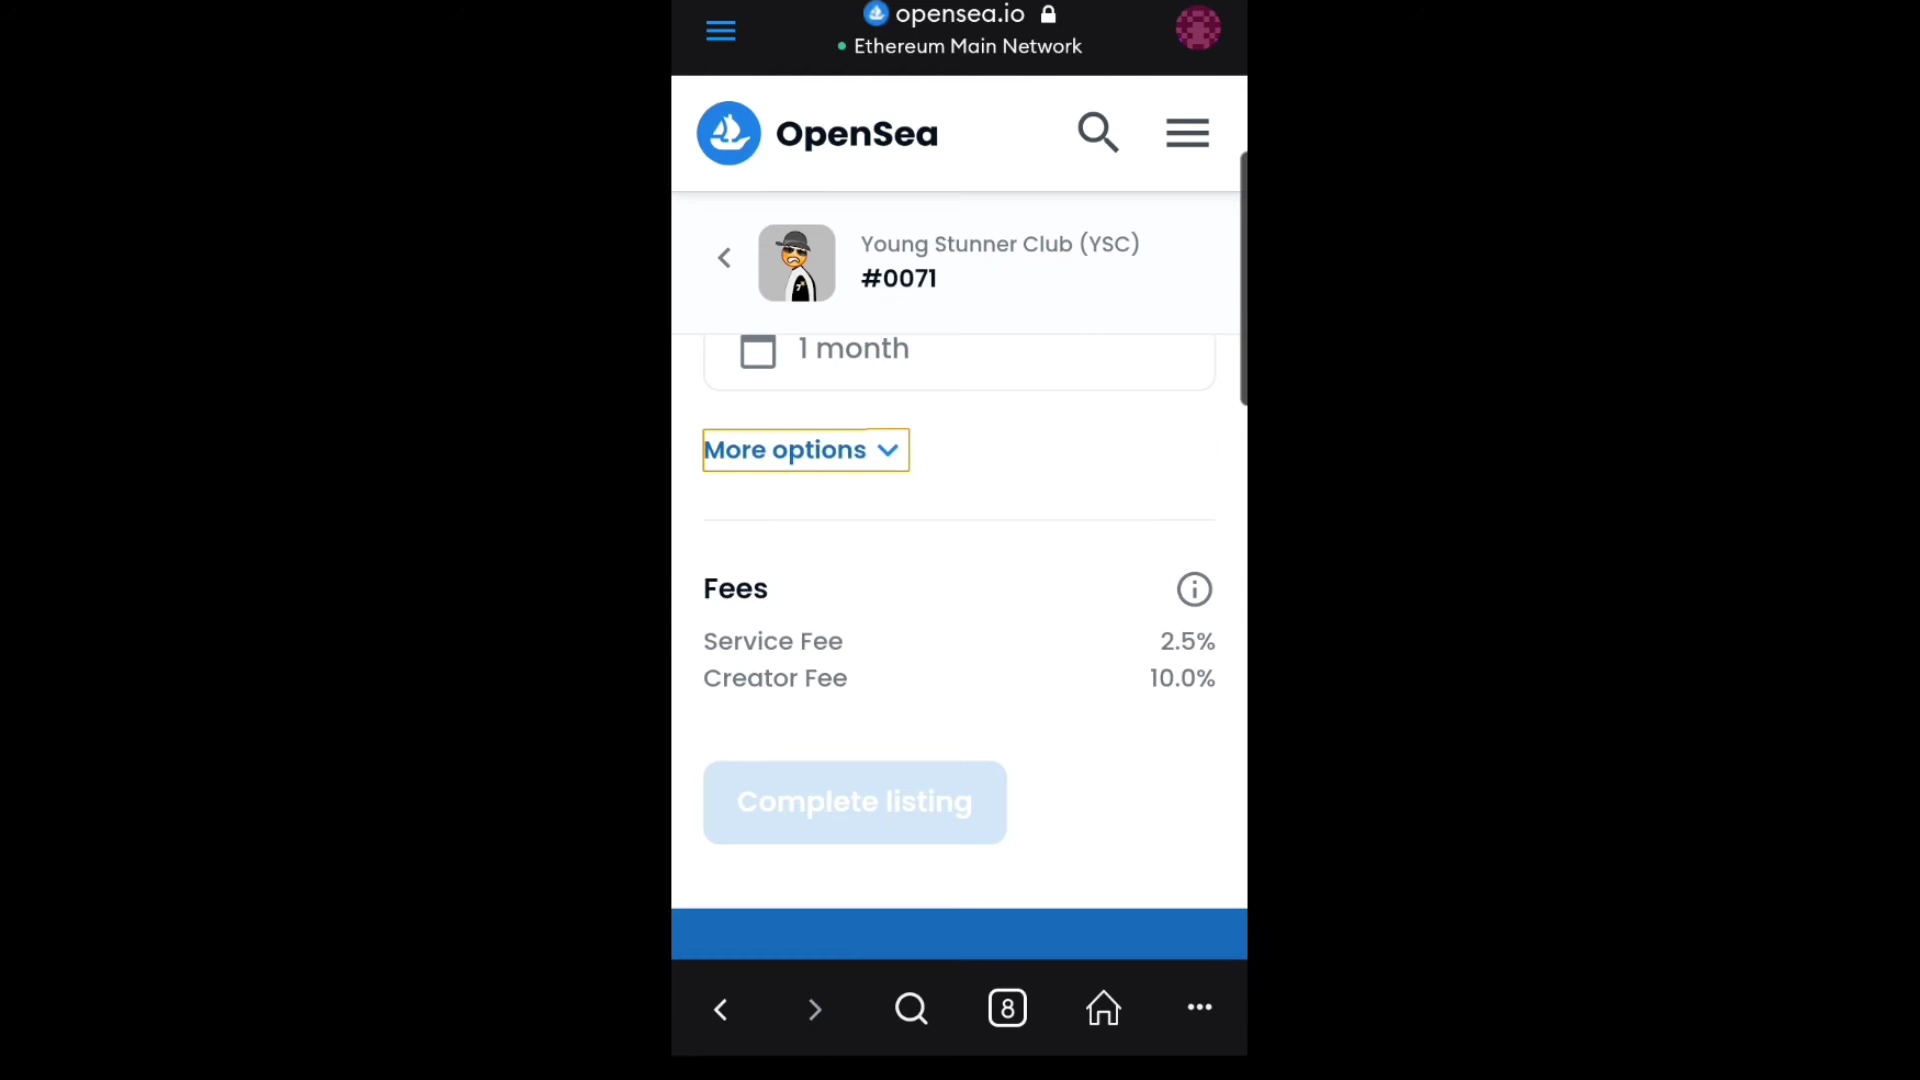 opensea.io
Ethereum Main Network
OpenSea
Young Stunner Club (YSC)
#0071
1 month
More options
Fees
Service Fee 2.5%
Creator Fee 10.0%
Complete listing
8